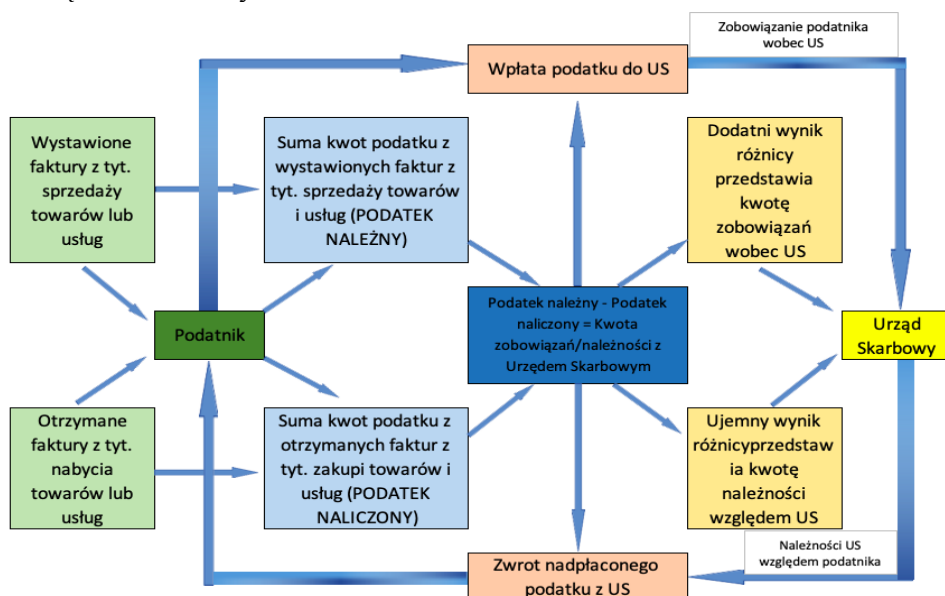 Zobowiązanie podatnika
wobec US
Wpłata podatku do US
Wystawione
faktury z tyt.
sprzedaży
towarów lub
usług
Suma kwot podatku z
wystawionych faktur z
tyt. sprzedaży towarów
i usług (PODATEK
NALEŻNY)
Dodatni wynik
różnicy
przedstawia
kwotę
zobowiązań
wobec US
Podatnik
Podatek należny - Podatek
naliczony = Kwota
zobowiązań/należności z
Urzędem Skarbowym
Urząd
Skarbowy
Otrzymane
faktury z tyt.
nabycia
towarów lub
usług
Suma kwot podatku z
otrzymanych faktur z
tyt. zakupi towarów i
usług (PODATEK
NALICZONY)
Ujemny wynik
różnicyprzedstaw
ia kwotę
należności
względem US
Należności US
względem podatnika
Zwrot nadpłaconego
podatku z US